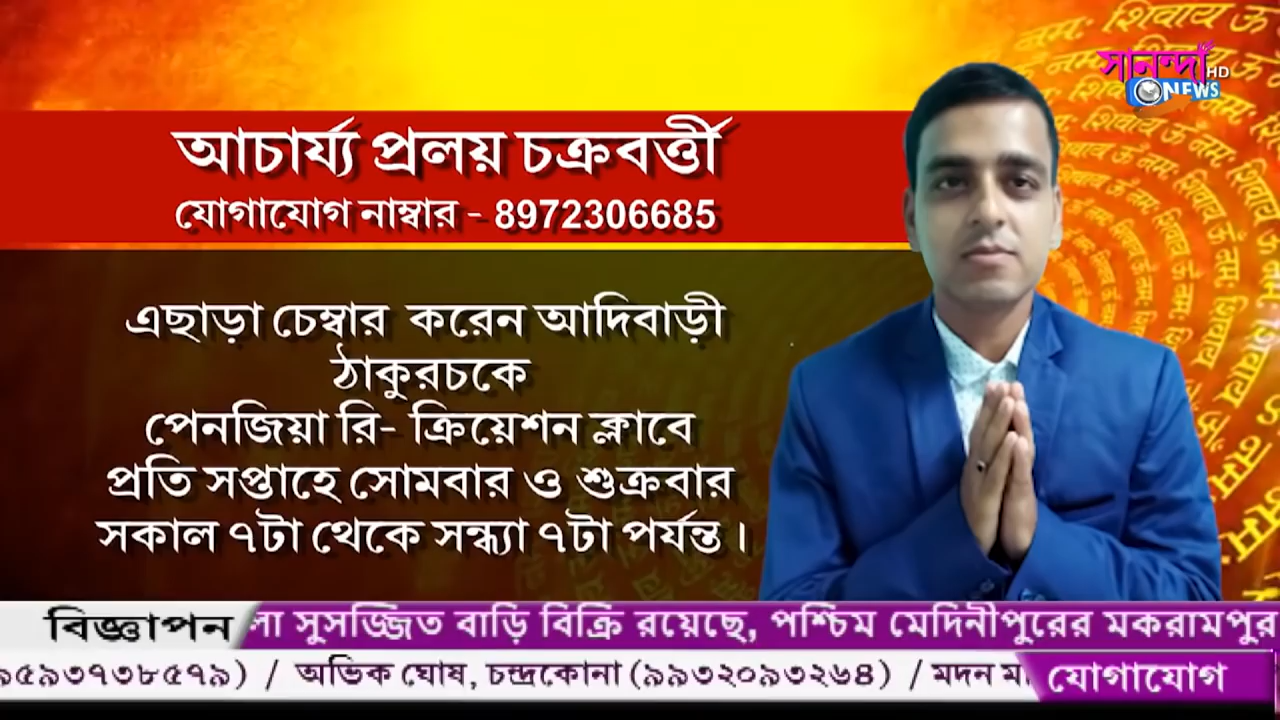 আচার্য্য প্রলয় চক্রবর্ত্তী
যোগাযোগ নাম্বার - 8972306685
সানন্দা HD
NEWS
এছাড়া চেম্বার করেন আদিবাড়ী
ঠাকুরচকে
পেনজিয়া রি- ক্রিয়েশন ক্লাবে
প্রতি সপ্তাহে সোমবার ও শুক্রবার
সকাল ৭টা থেকে সন্ধ্যা ৭টা পর্যন্ত।
বিজ্ঞাপন লা সুসজ্জিত বাড়ি বিক্রি রয়েছে, পশ্চিম মেদিনীপুরের মকরামপুর
৯৫৯৩৭৩৮৫৭৯) / অভিক ঘোষ, চন্দ্রকোনা (৯৯৩২০৯৩২৬৪) / মদন যোগাযোগ